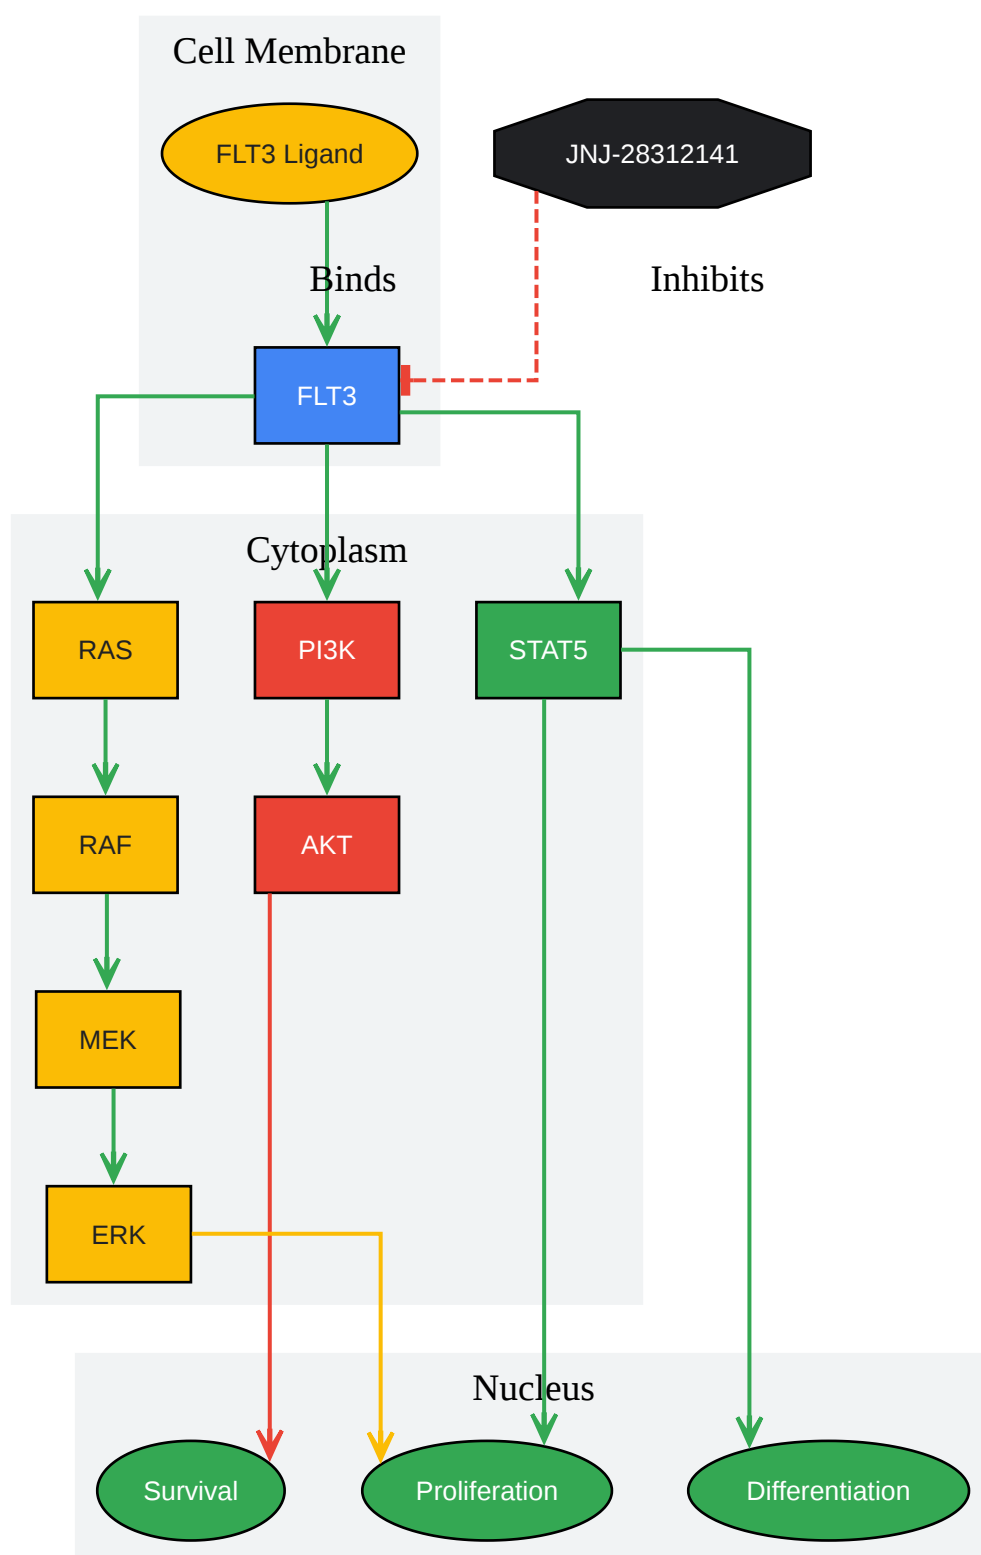 Cell Membrane
FLT3 Ligand
JNJ-28312141
Binds
Inhibits
FLT3
Cytoplasm
RAS
PI3K
STAT5
RAF
AKT
MEK
ERK
Nucleus
Survival
Proliferation
Differentiation